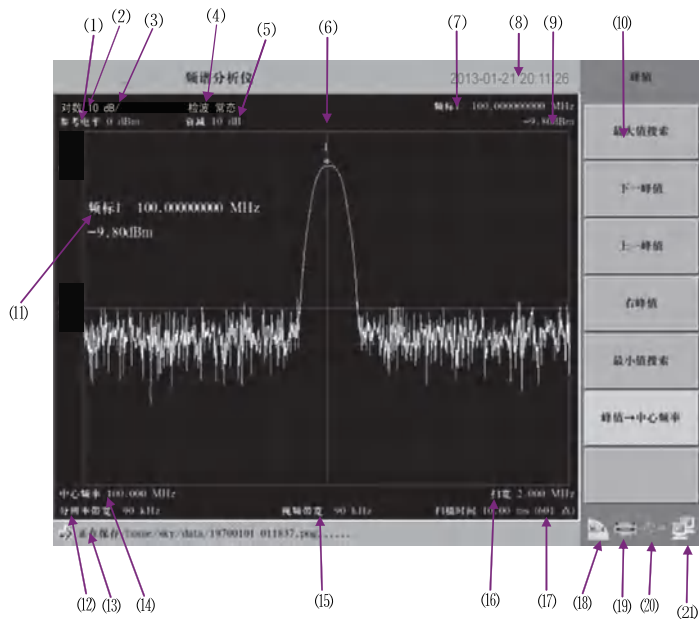 (1) (2) (3) (4) (5) (6) (7) (8) (9) (10)
频谱分析仪 2013-01-21 20:11:26 峰值
对数 10 dB/ 检波 常态 频标1 100.000000000 MHz
参考电平 0 dBm 衰减 10 dB -9.80dBm
最大值搜索
1
下一峰值
频标1 100.000000000 MHz
-9.80dBm
上一峰值
(11)
右峰值
最小值搜索
峰值→中心频率
中心频率 100.000 MHz 扫宽 2.000 MHz
分辨率带宽 90 kHz 视频带宽 90 kHz 扫描时间 10.00 ms (601 点)
正在保存/home/sky/data/19700101-011837.png......
(12) (13) (14) (15) (16) (17) (18) (19) (20) (21)